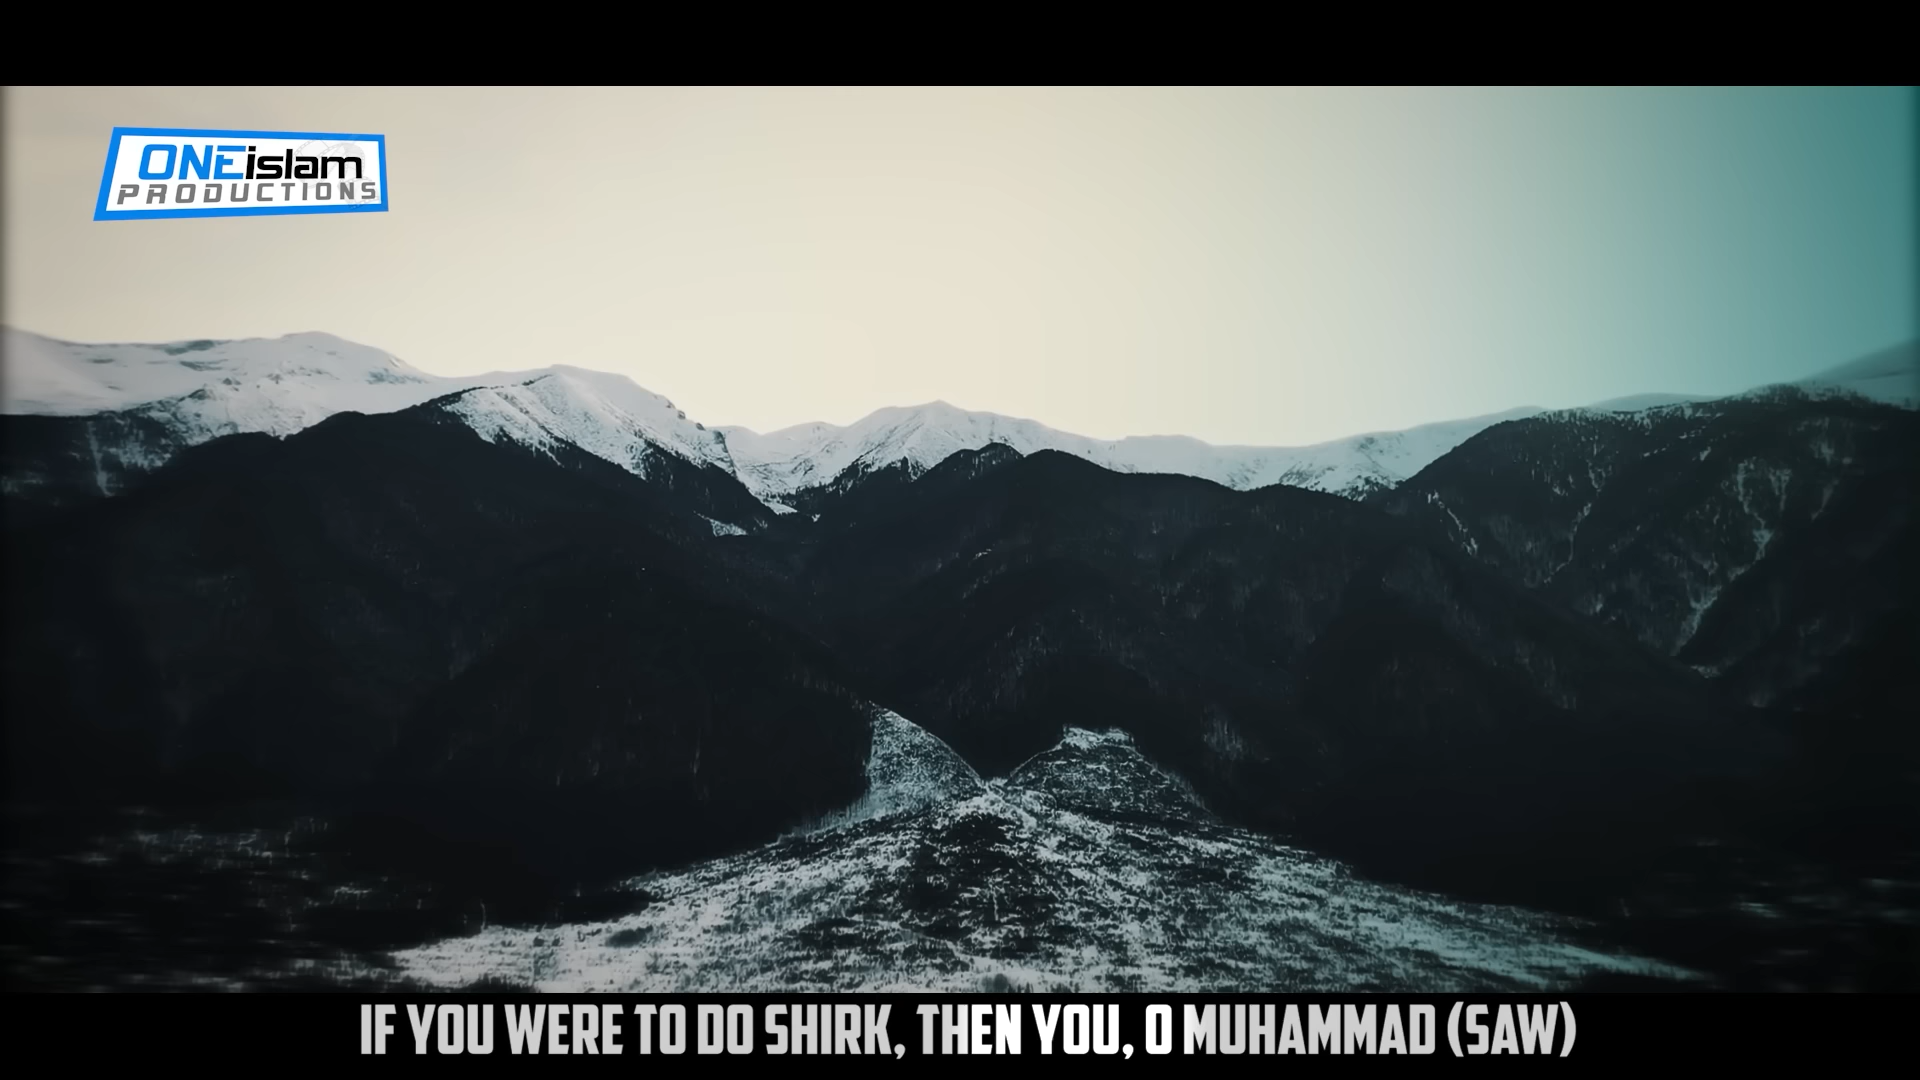 ONEislam
PRODUCTIONS
IF YOU WERE TO DO SHIRK, THEN YOU, O MUHAMMAD (SAW)